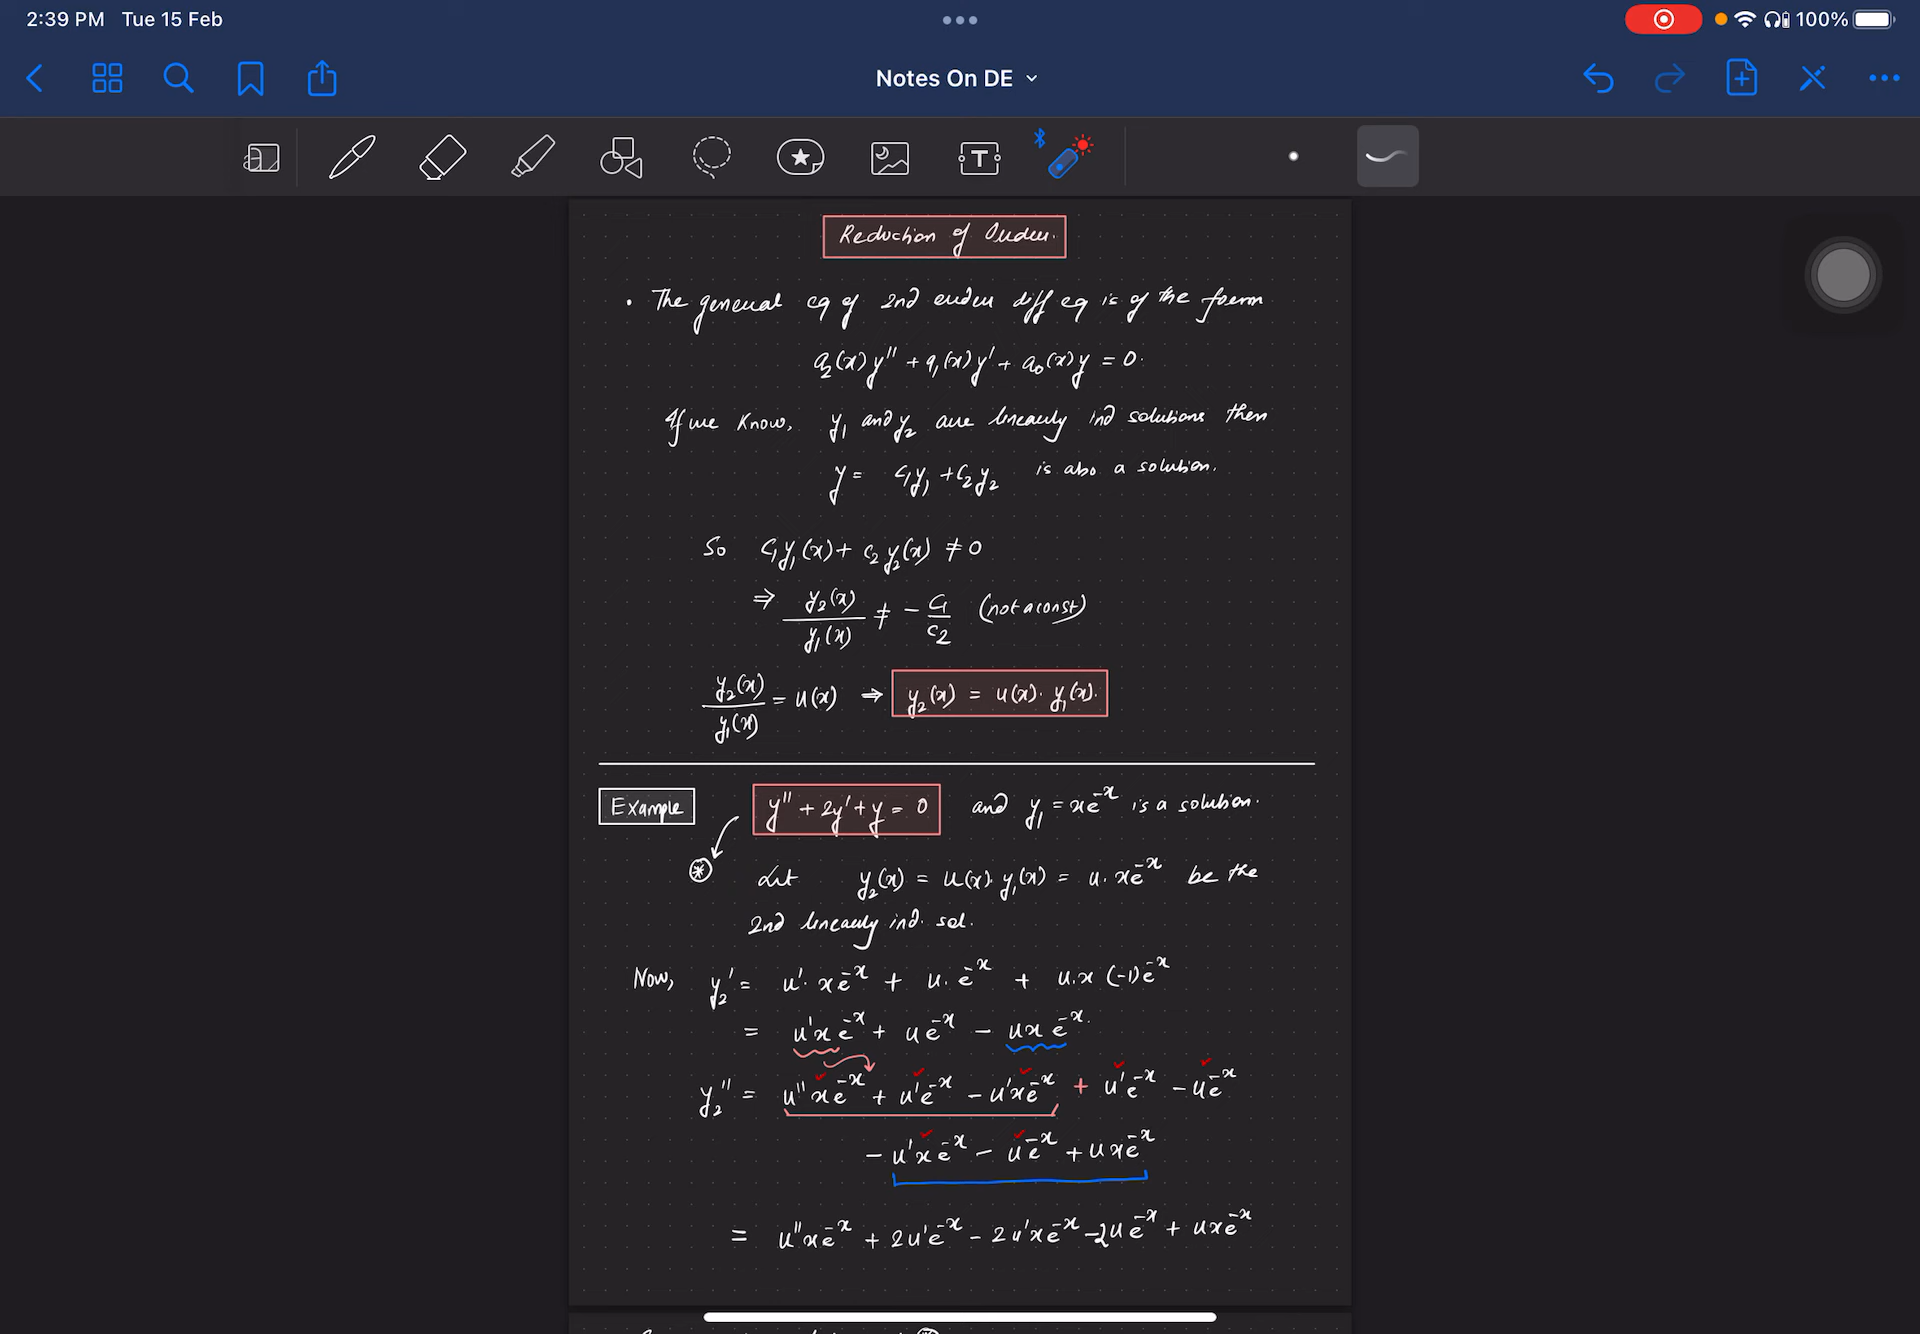 2:39 PM Tue 15 Feb
100%
Notes On DE
Reduction of Order.
• The general eq of 2nd order diff eq is of the form
a₂(x)y'' + a₁(x)y' + a₀(x)y = 0.
If we know, y₁ and y₂ are linearly ind solutions then
y = c₁y₁ + c₂y₂ is also a solution.
So c₁y₁(x) + c₂y₂(x) ≠ 0
⇒ y₂(x)/y₁(x) ≠ - c₁/c₂ (not a const)
y₂(x)/y₁(x) = u(x) ⇒ y₂(x) = u(x). y₁(x).
Example y'' + 2y' + y = 0 and y₁ = xe⁻ˣ is a solution.
⊛ Let y₂(x) = u(x). y₁(x) = u. xe⁻ˣ be the
2nd linearly ind. sol.
Now, y₂' = u'. xe⁻ˣ + u. e⁻ˣ + u.x (-1)e⁻ˣ
= u'x e⁻ˣ + ue⁻ˣ - ux e⁻ˣ.
y₂'' = u''xe⁻ˣ + u'e⁻ˣ - u'xe⁻ˣ + u'e⁻ˣ - ue⁻ˣ
- u'xe⁻ˣ - ue⁻ˣ + uxe⁻ˣ
= u''xe⁻ˣ + 2u'e⁻ˣ - 2u'xe⁻ˣ - 2ue⁻ˣ + uxe⁻ˣ